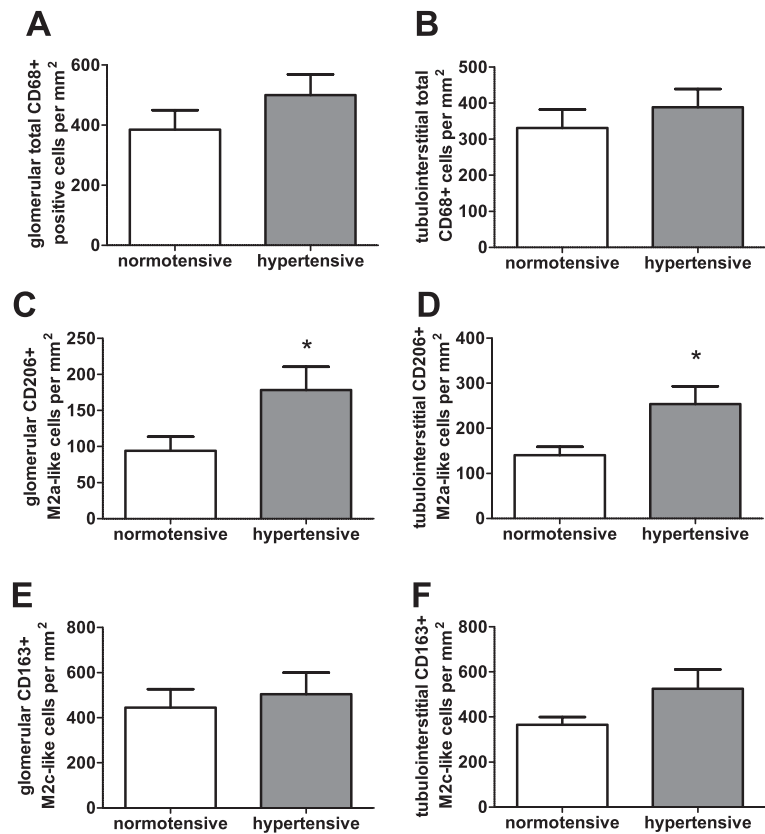 A
glomerular total CD68+
positive cells per mm²
600
400
200
0
normotensive hypertensive
B
tubulointerstitial total
CD68+ cells per mm²
500
400
300
200
100
0
normotensive hypertensive
C
glomerular CD206+
M2a-like cells per mm²
250
200
150
100
50
0
*
normotensive hypertensive
D
tubulointerstitial CD206+
M2a-like cells per mm²
400
300
200
100
0
*
normotensive hypertensive
E
glomerular CD163+
M2c-like cells per mm²
800
600
400
200
0
normotensive hypertensive
F
tubulointerstitial CD163+
M2c-like cells per mm²
800
600
400
200
0
normotensive hypertensive